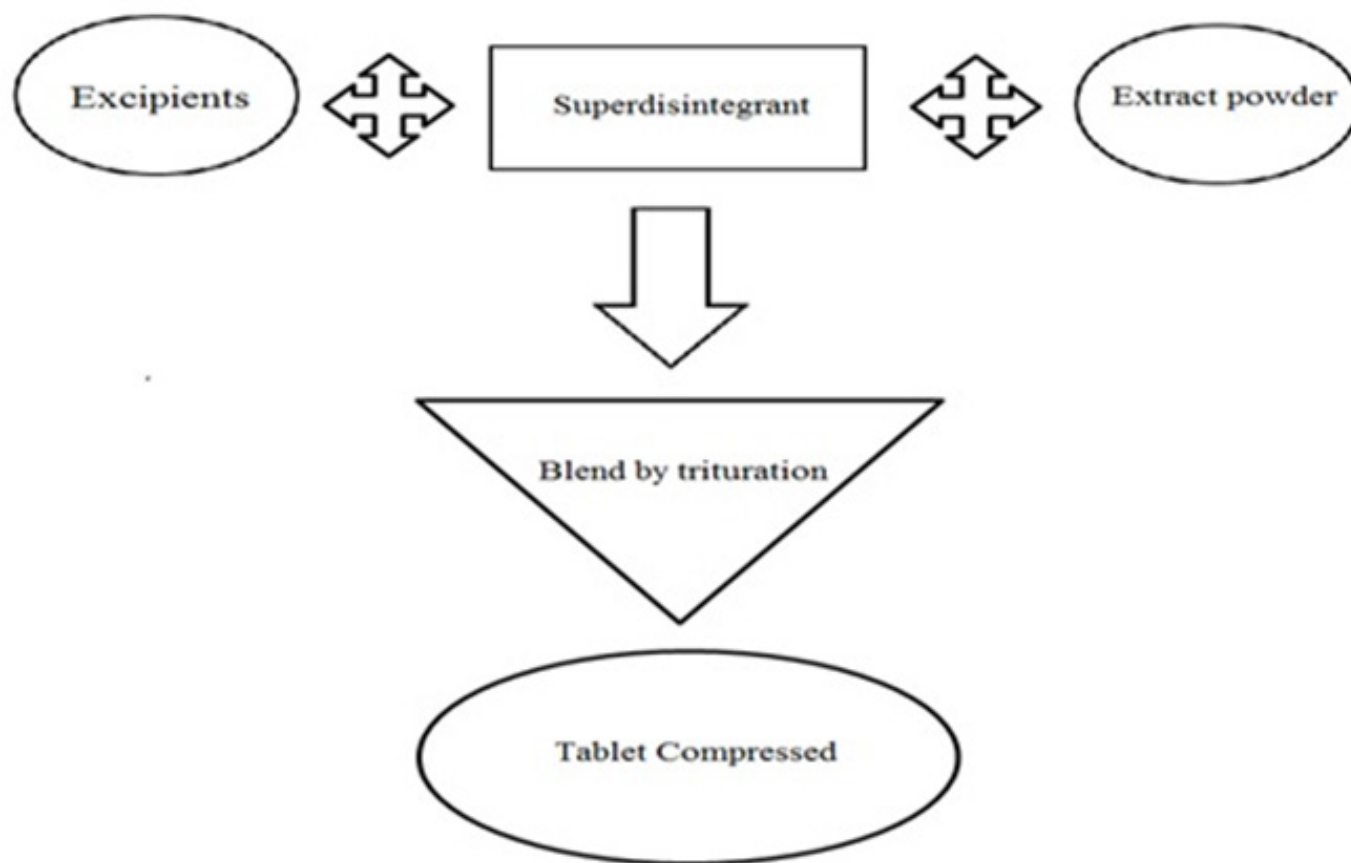 Excipients
Superdisintegrant
Extract powder
Blend by trituration
Tablet Compressed